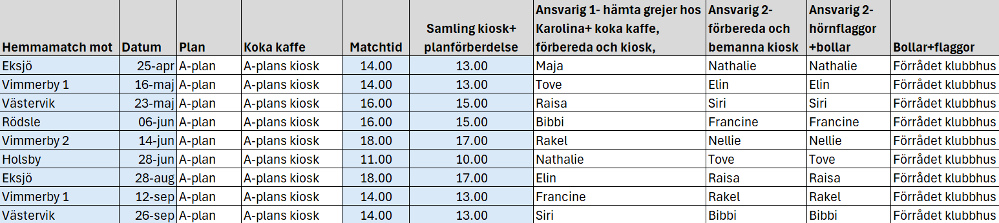 Hemmamatch mot | Datum | Plan | Koka kaffe | Matchtid | Samling kiosk+ planförberdelse | Ansvarig 1- hämta grejer hos Karolina+ koka kaffe, förbereda och kiosk, | Ansvarig 2- förbereda och bemanna kiosk | Ansvarig 2- hörnflaggor +bollar | Bollar+flaggor
Eksjö | 25-apr | A-plan | A-plans kiosk | 14.00 | 13.00 | Maja | Nathalie | Nathalie | Förrådet klubbhus
Vimmerby 1 | 16-maj | A-plan | A-plans kiosk | 14.00 | 13.00 | Tove | Elin | Elin | Förrådet klubbhus
Västervik | 23-maj | A-plan | A-plans kiosk | 16.00 | 15.00 | Raisa | Siri | Siri | Förrådet klubbhus
Rödsle | 06-jun | A-plan | A-plans kiosk | 16.00 | 15.00 | Bibbi | Francine | Francine | Förrådet klubbhus
Vimmerby 2 | 14-jun | A-plan | A-plans kiosk | 18.00 | 17.00 | Rakel | Nellie | Nellie | Förrådet klubbhus
Holsby | 28-jun | A-plan | A-plans kiosk | 11.00 | 10.00 | Nathalie | Tove | Tove | Förrådet klubbhus
Eksjö | 28-aug | A-plan | A-plans kiosk | 18.00 | 17.00 | Elin | Raisa | Raisa | Förrådet klubbhus
Vimmerby 1 | 12-sep | A-plan | A-plans kiosk | 14.00 | 13.00 | Francine | Rakel | Rakel | Förrådet klubbhus
Västervik | 26-sep | A-plan | A-plans kiosk | 14.00 | 13.00 | Siri | Bibbi | Bibbi | Förrådet klubbhus